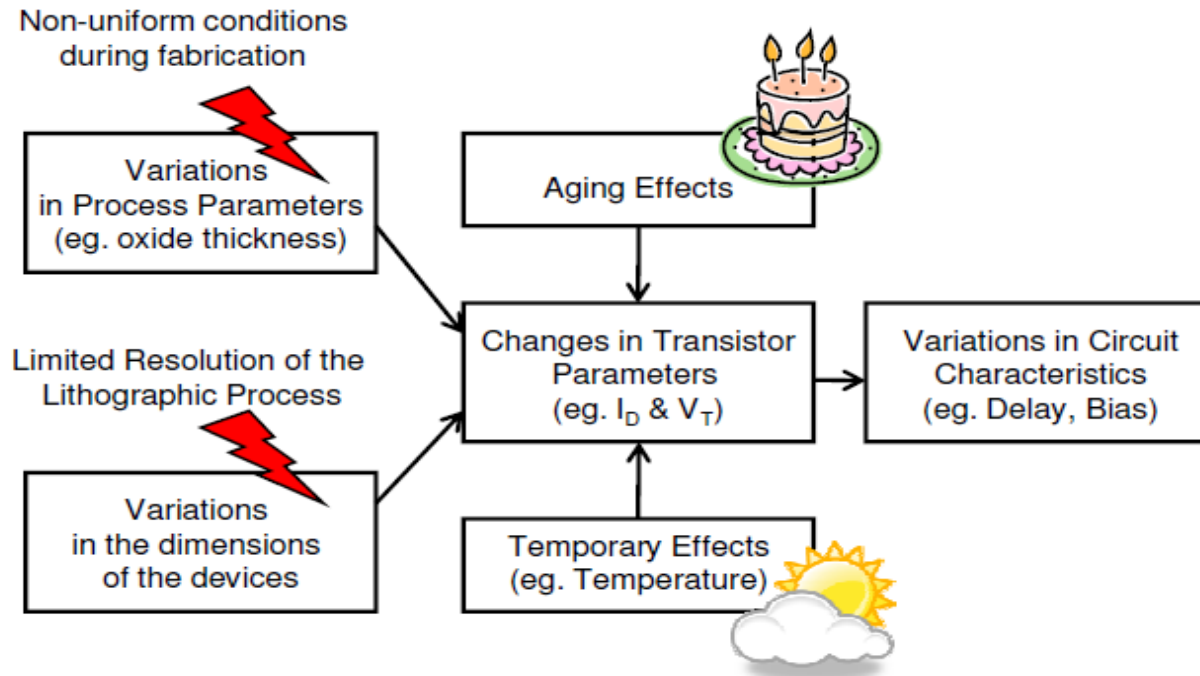 Non-uniform conditions
during fabrication
Variations
in Process Parameters
(eg. oxide thickness)
Aging Effects
Limited Resolution of the
Lithographic Process
Changes in Transistor
Parameters
(eg. I_D & V_T)
Variations in Circuit
Characteristics
(eg. Delay, Bias)
Variations
in the dimensions
of the devices
Temporary Effects
(eg. Temperature)